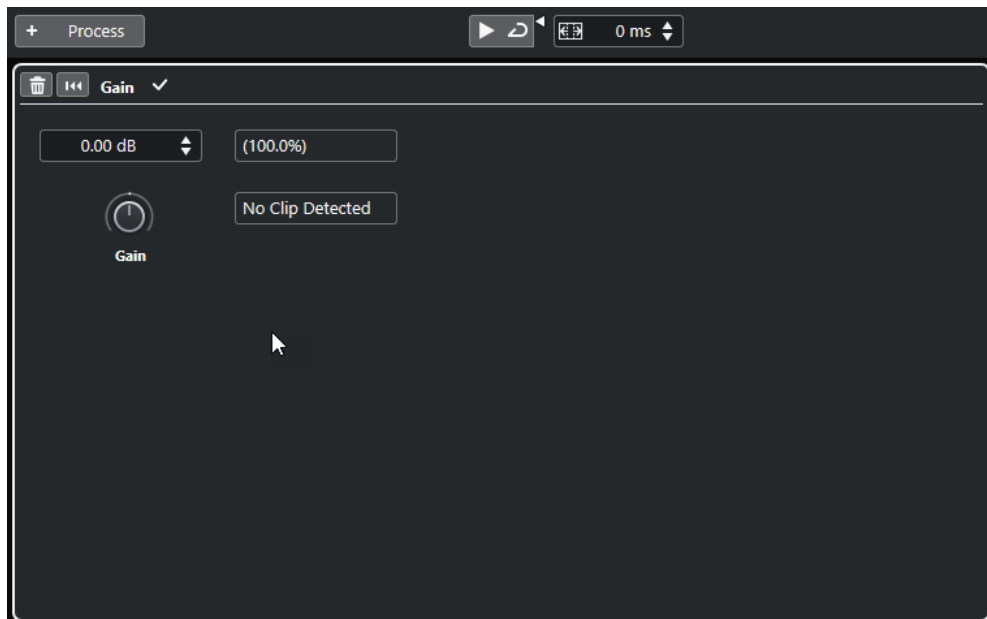 + Process
0 ms
Gain
0.00 dB
(100.0%)
No Clip Detected
Gain